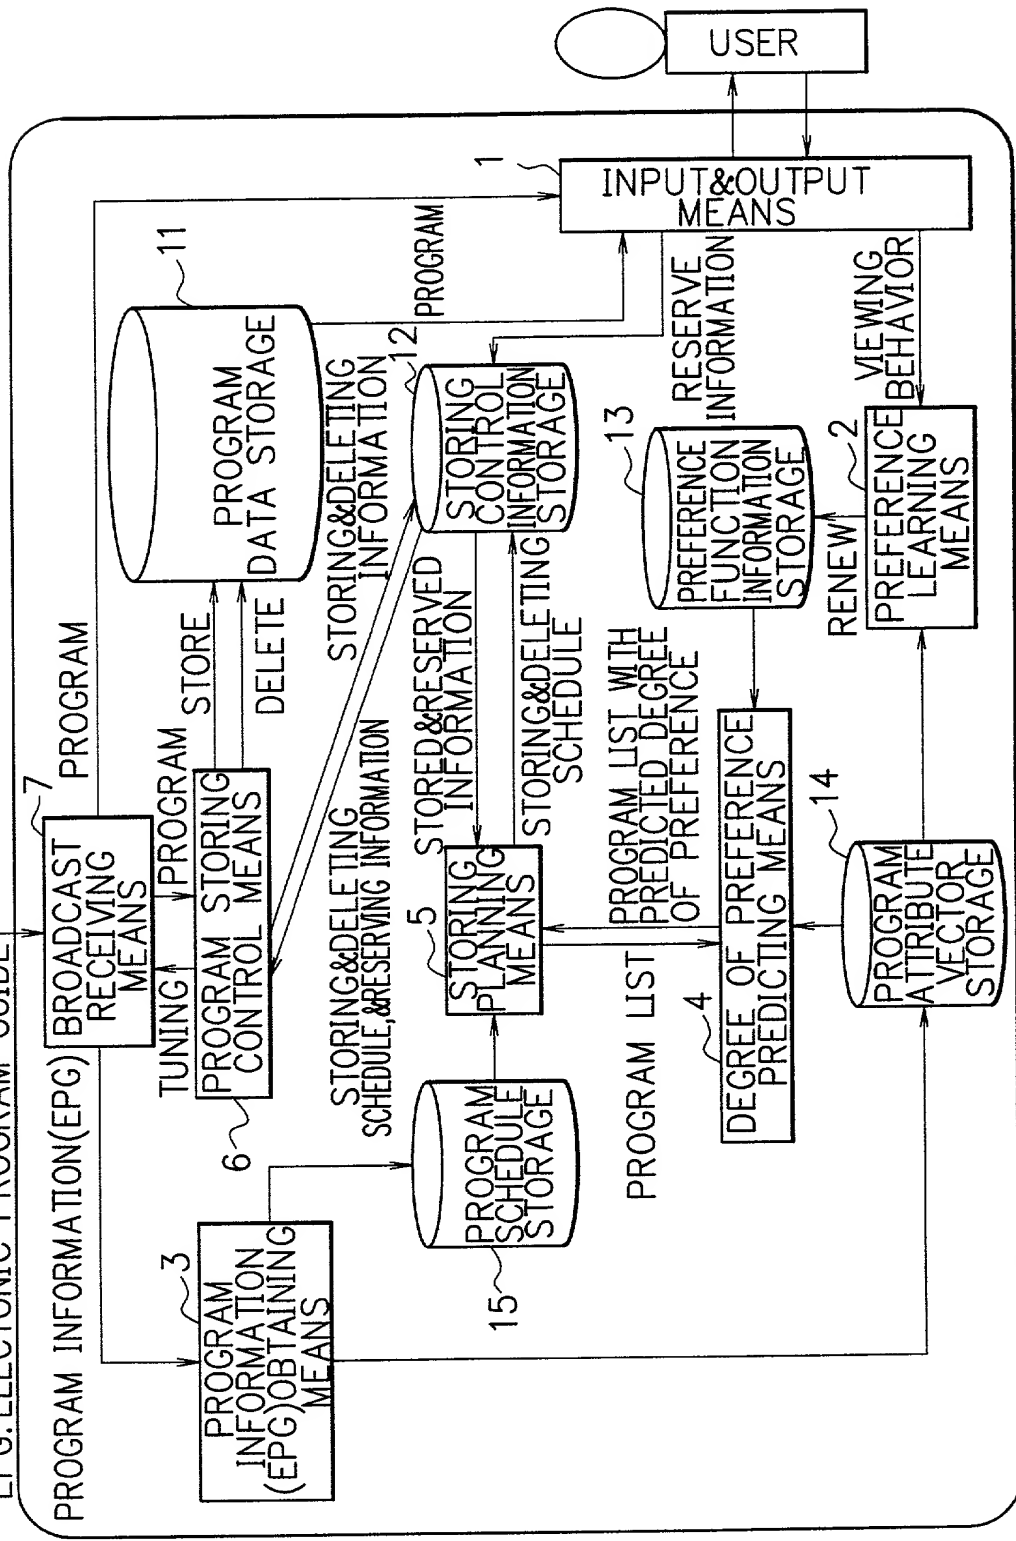 EPG:ELECTONIC PROGRAM GUIDE
PROGRAM INFORMATION(EPG)
7
BROADCAST
RECEIVING
MEANS
PROGRAM
TUNING
PROGRAM
STORE
DELETE
6
PROGRAM STORING
CONTROL MEANS
11
PROGRAM
DATA STORAGE
3
PROGRAM
INFORMATION
(EPG)OBTAINING
MEANS
STORING&DELETING
SCHEDULE,&RESERVING INFORMATION
STORING&DELETING
INFORMATION
12
STORING
CONTROL
INFORMATION
STORAGE
PROGRAM
1
INPUT&OUTPUT
MEANS
USER
15
PROGRAM
SCHEDULE
STORAGE
5
STORING
PLANNING
MEANS
STORED&RESERVED
INFORMATION
STORING&DELETING
SCHEDULE
RESERVE
INFORMATION
PROGRAM LIST
PROGRAM LIST WITH
PREDICTED DEGREE
OF PREFERENCE
13
PREFERENCE
FUNCTION
INFORMATION
STORAGE
VIEWING
BEHAVIOR
4
DEGREE OF PREFERENCE
PREDICTING MEANS
RENEW
2
PREFERENCE
LEARNING
MEANS
14
PROGRAM
ATTRIBUTE
VECTOR
STORAGE